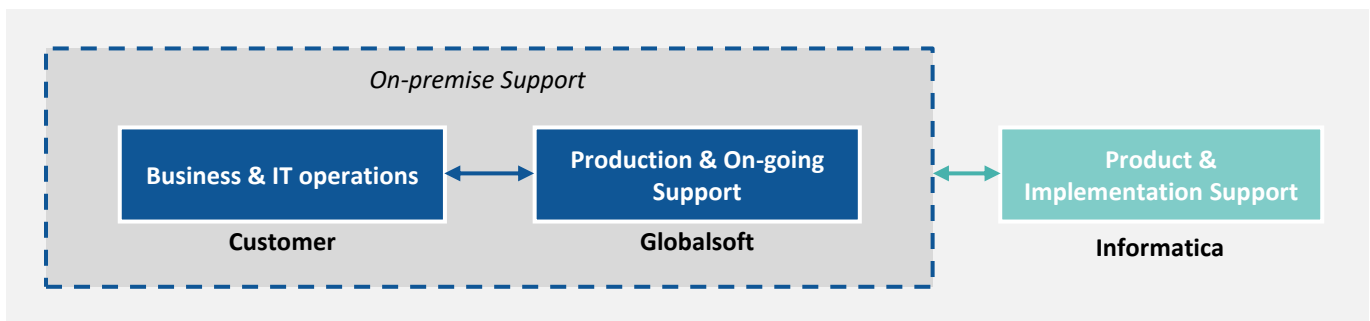 On-premise Support
Business & IT operations
Customer
Production & On-going
Support
Globalsoft
Product &
Implementation Support
Informatica